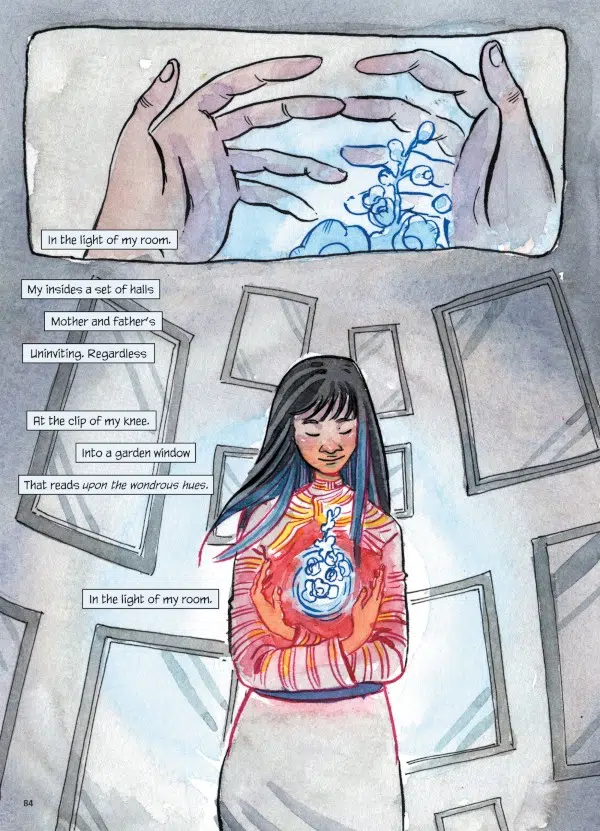 In the light of my room.
My insides a set of halls
Mother and father's
Uninviting. Regardless
At the clip of my knee.
Into a garden window
That reads upon the wondrous hues.
In the light of my room.
84